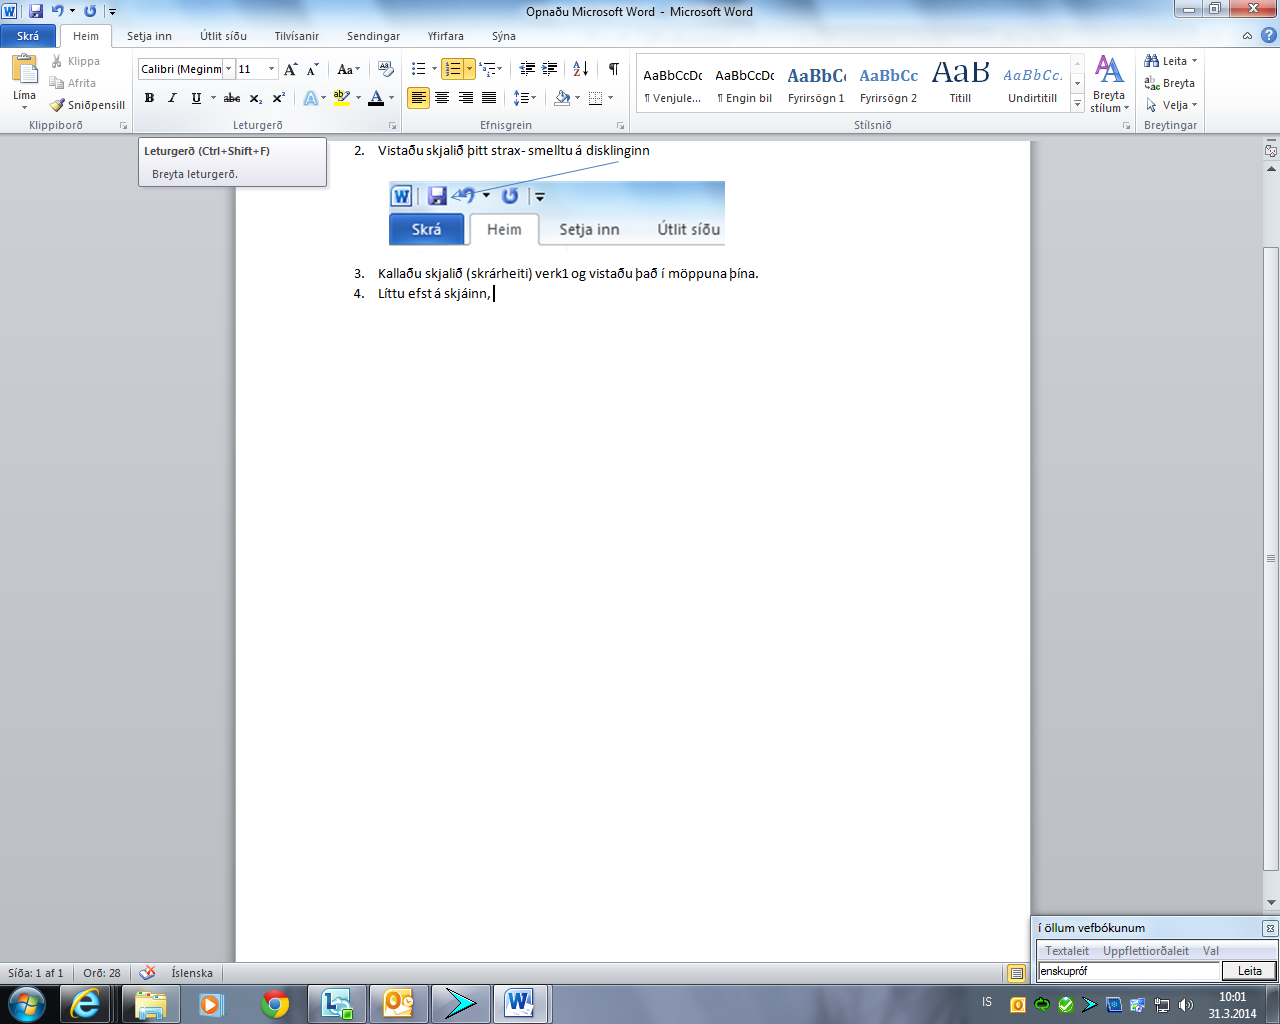 Opnaðu Microsoft Word - Microsoft Word
Skrá Heim Setja inn Útlit síðu Tilvísanir Sendingar Yfirfara Sýna
Líma
Klippa
Afrita
Sniðpensill
Klippiborð
Calibri (Meginm 11
Leturgerð
Efnisgrein
AaBbCcDc AaBbCcDc AaBbCc AaBbCc AaB AaBbCc.
¶ Venjule... ¶ Engin bil Fyrirsögn 1 Fyrirsögn 2 Titill Undirtitill
Stílsnið
Breyta stílum
Leita
Breyta
Velja
Breytingar
Leturgerð (Ctrl+Shift+F)
Breyta leturgerð.
2. Vistaðu skjalið þitt strax- smelltu á disklinginn
Skrá Heim Setja inn Útlit síðu
3. Kallaðu skjalið (skrárheiti) verk1 og vistaðu það í möppuna þína.
4. Líttu efst á skjáinn,
í öllum vefbókunum
Textaleit Uppflettiorðaleit Val
enskupróf Leita
Síða: 1 af 1 Orð: 28 Íslenska
IS
10:01
31.3.2014